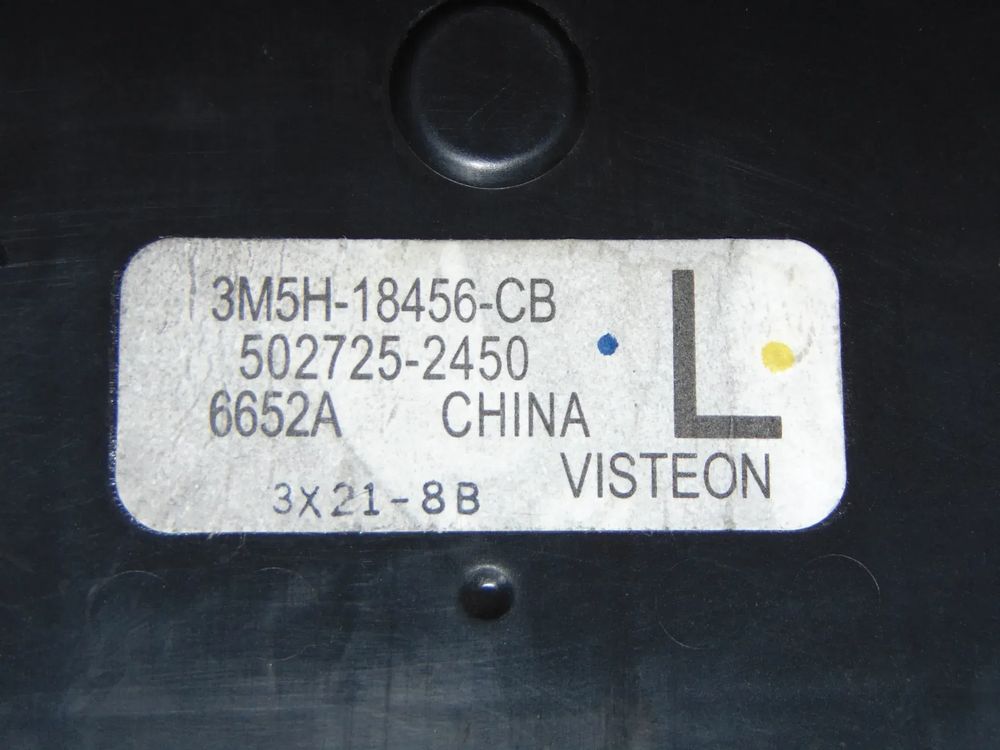 3M5H-18456-CB
502725-2450
6652A CHINA
L
VISTEON
3X21-8B